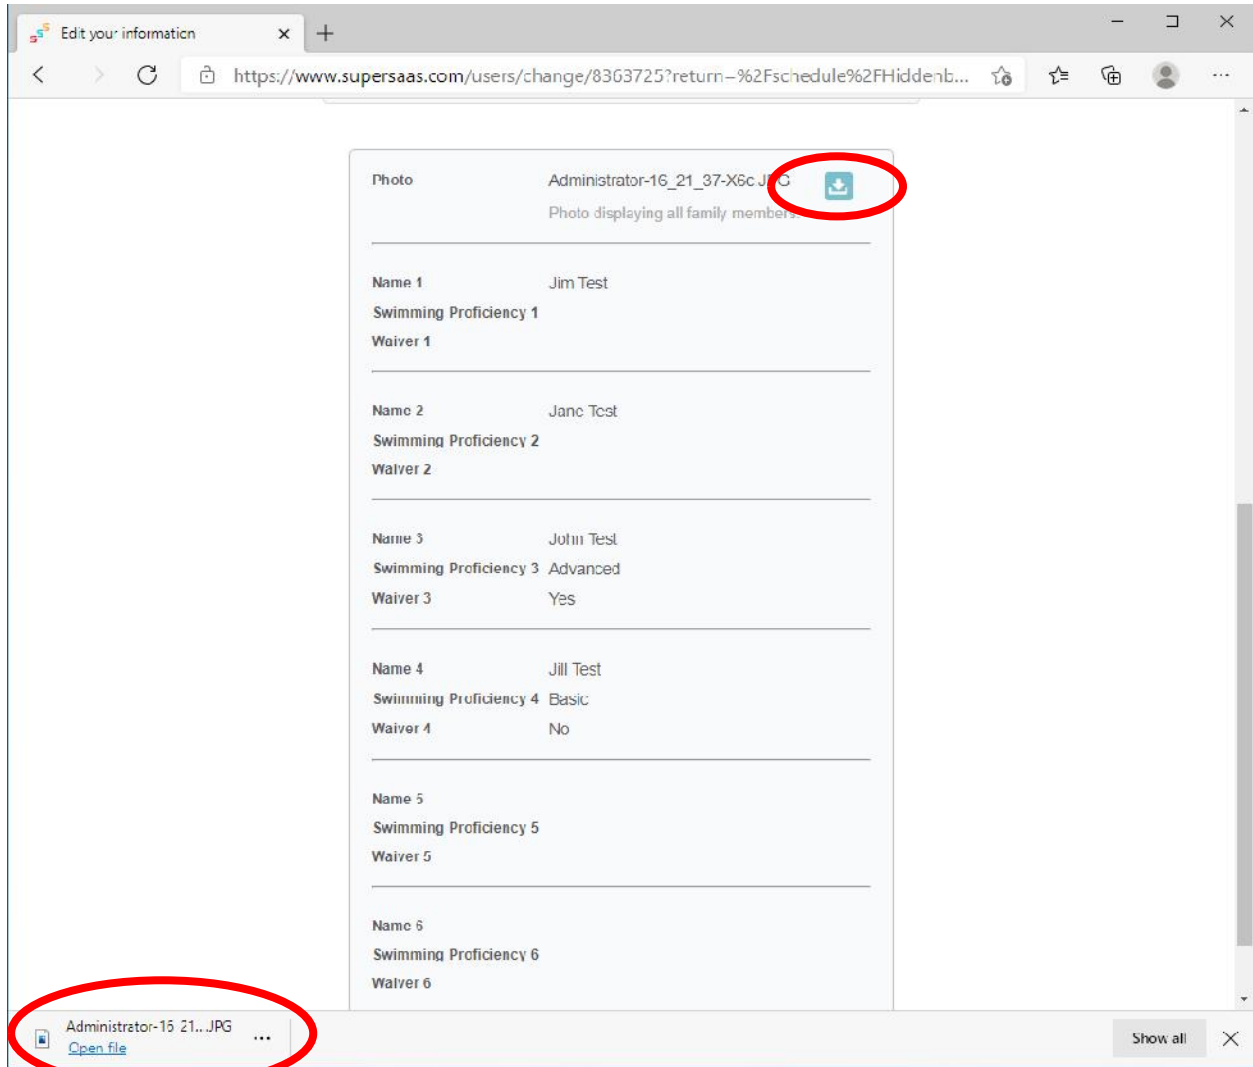 Edit your information
https://www.supersaas.com/users/change/8363725?return=%2Fschedule%2FHiddenb...
Photo Administrator-16_21_37-X6c.JPG
Photo displaying all family members.
Name 1 Jim Test
Swimming Proficiency 1
Waiver 1
Name 2 Jane Test
Swimming Proficiency 2
Waiver 2
Name 3 John Test
Swimming Proficiency 3 Advanced
Waiver 3 Yes
Name 4 Jill Test
Swimming Proficiency 4 Basic
Waiver 4 No
Name 5
Swimming Proficiency 5
Waiver 5
Name 6
Swimming Proficiency 6
Waiver 6
Administrator-16 21....JPG
Open file
Show all